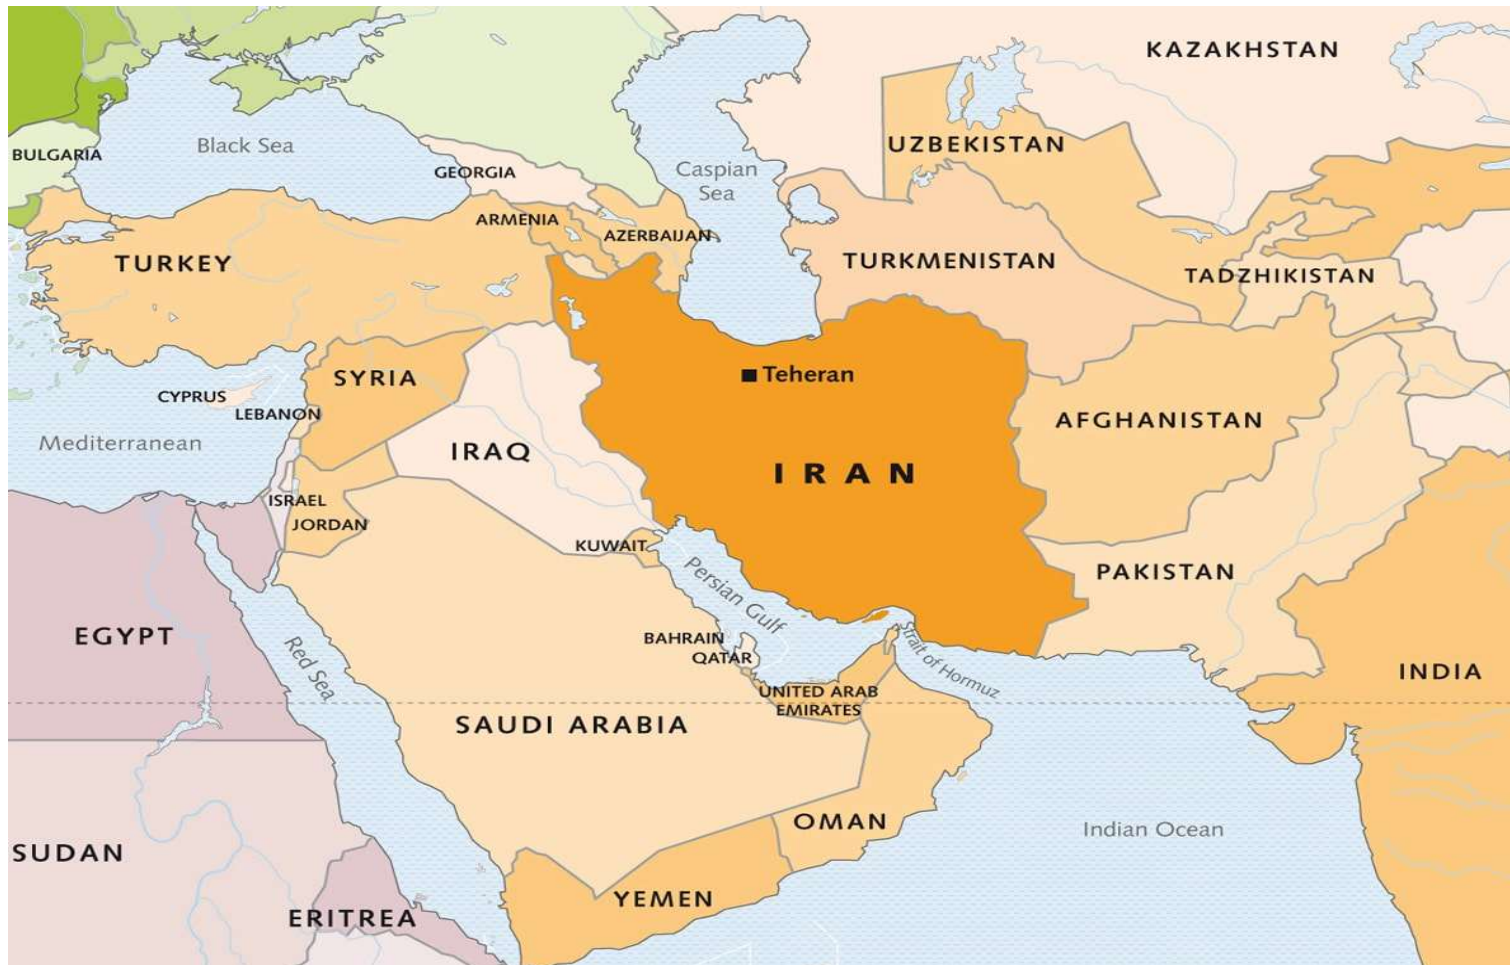 KAZAKHSTAN
Black Sea
BULGARIA
UZBEKISTAN
GEORGIA
Caspian
Sea
ARMENIA
AZERBAIJAN
TURKEY
TURKMENISTAN
TADZHIKISTAN
Teheran
SYRIA
CYPRUS
LEBANON
AFGHANISTAN
Mediterranean
IRAQ
IRAN
ISRAEL
JORDAN
KUWAIT
PAKISTAN
Persian Gulf
EGYPT
BAHRAIN
QATAR
Strait of Hormuz
Red Sea
INDIA
UNITED ARAB
EMIRATES
SAUDI ARABIA
OMAN
Indian Ocean
SUDAN
YEMEN
ERITREA